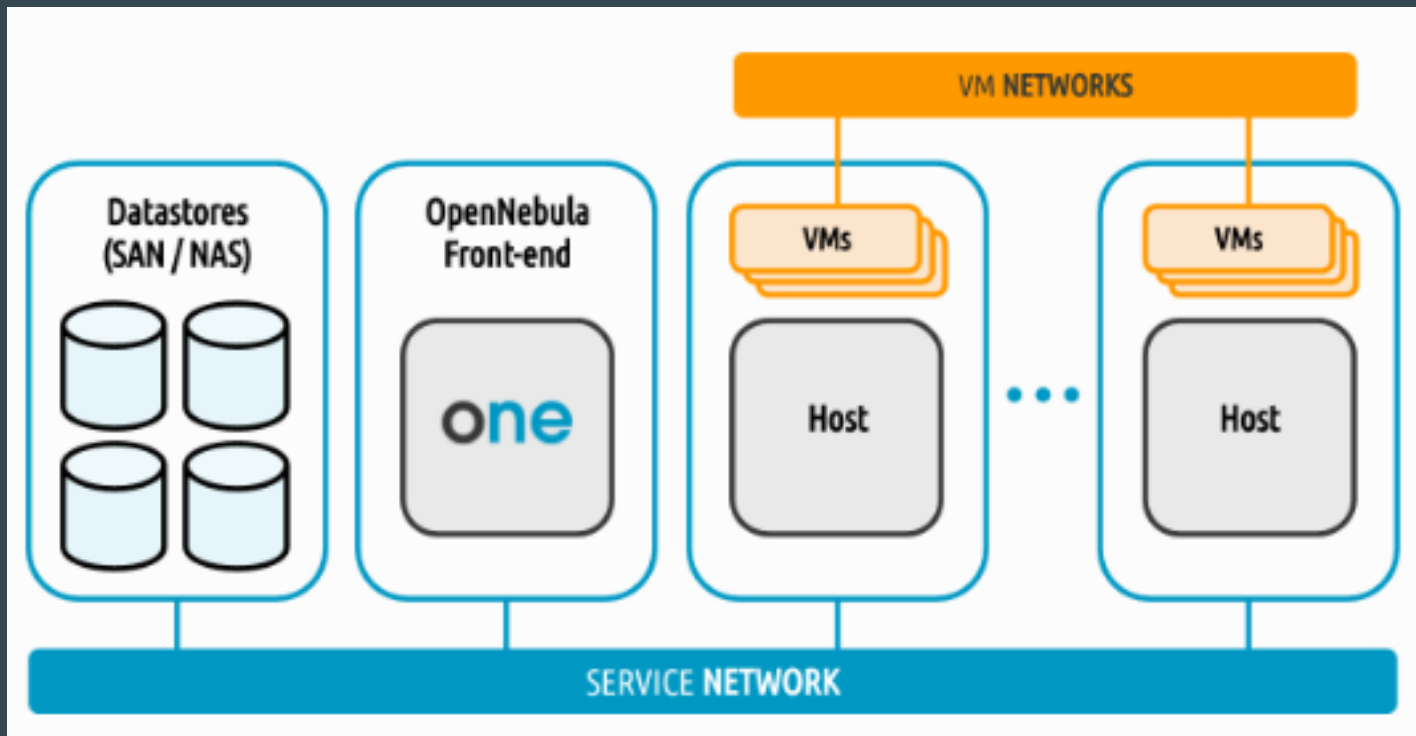 VM NETWORKS
Datastores
(SAN / NAS)
OpenNebula
Front-end
one
VMs
Host
VMs
Host
SERVICE NETWORK